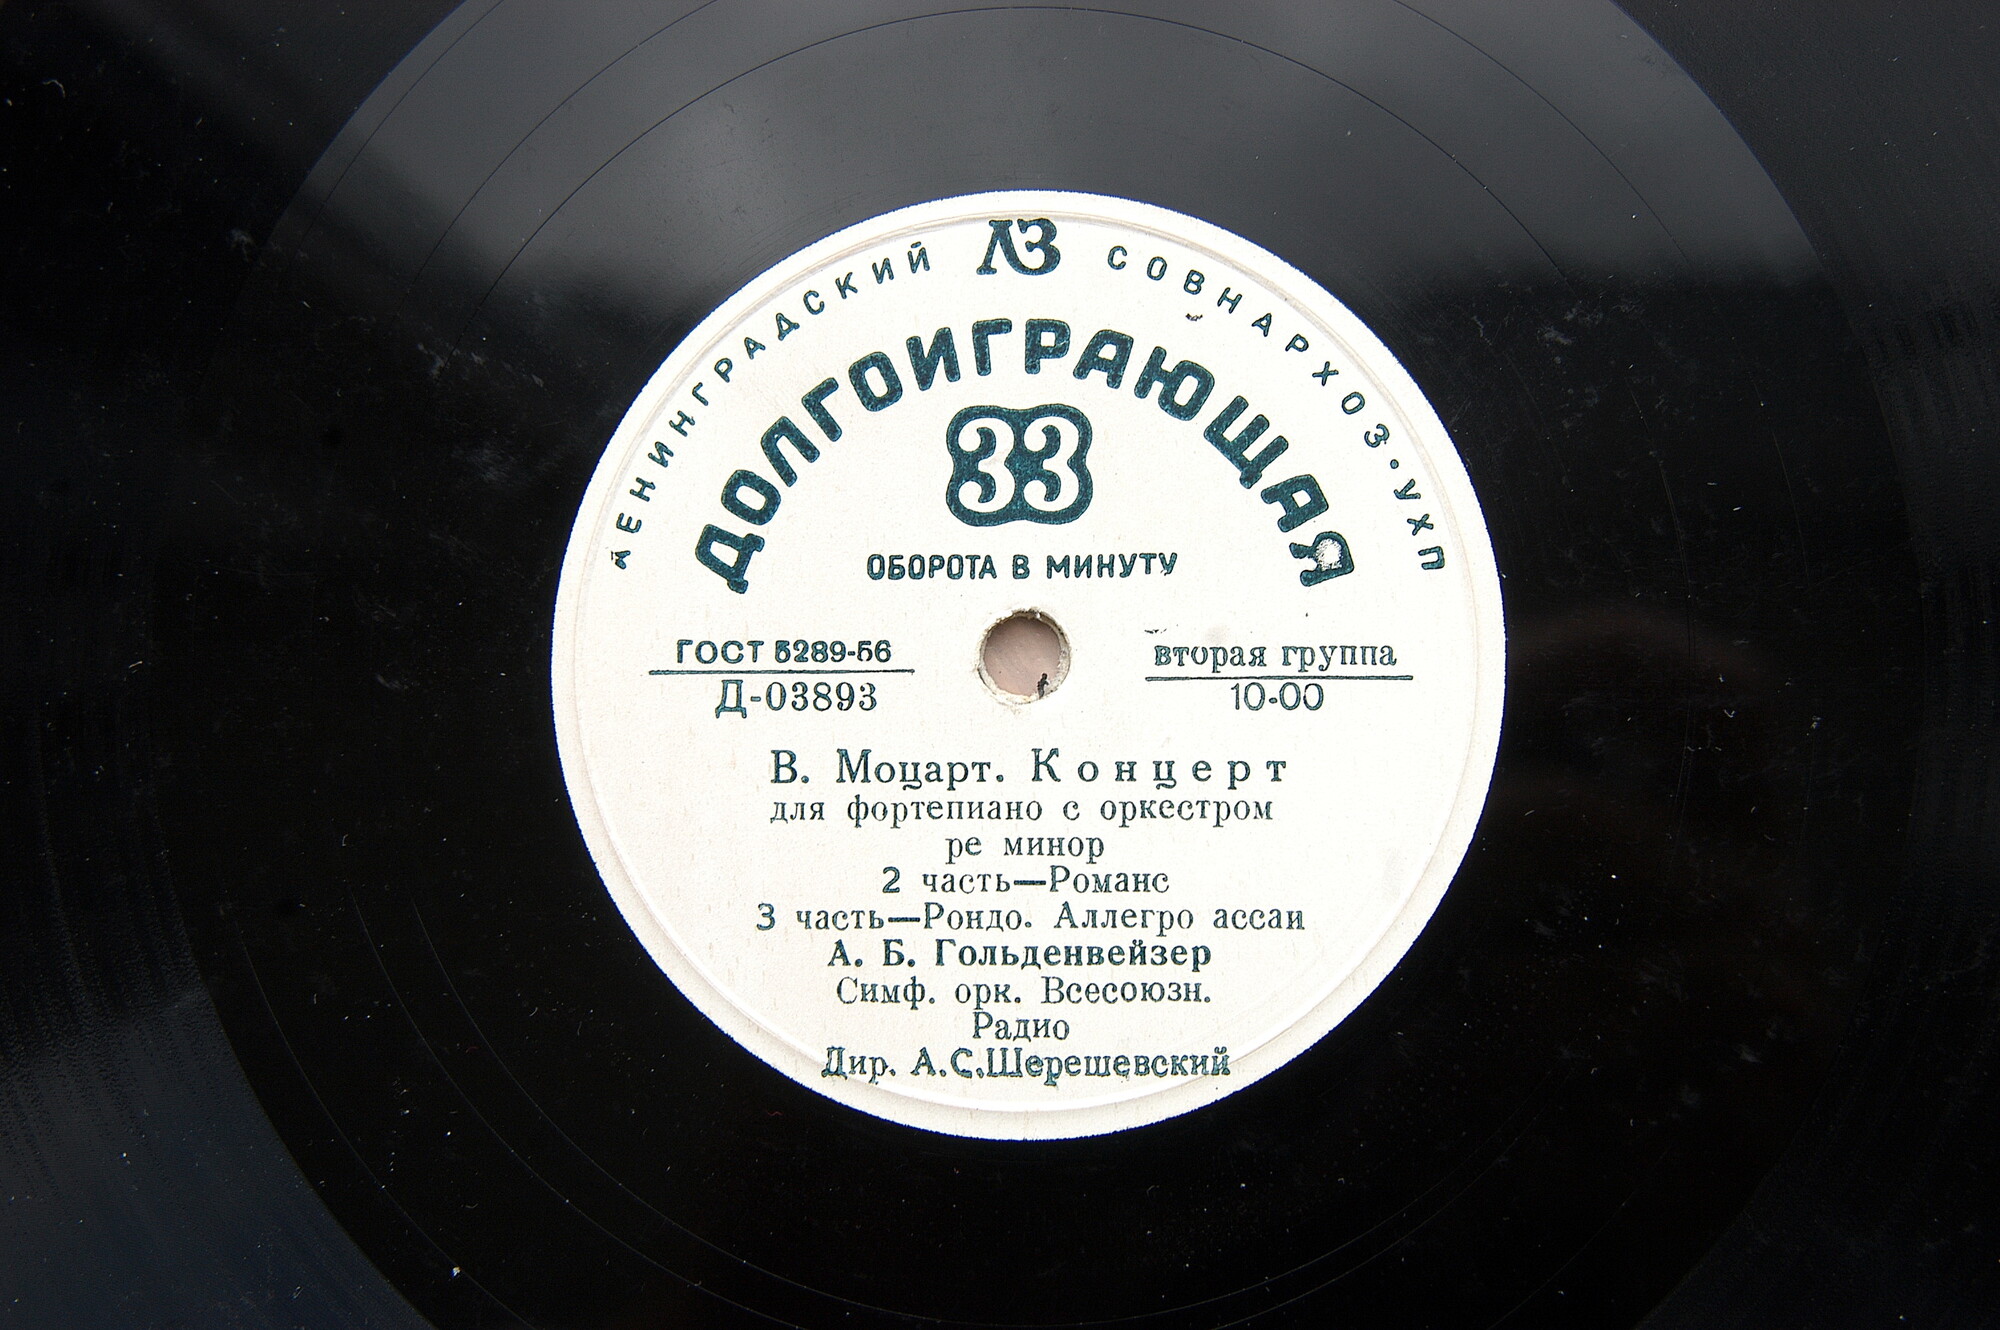 ЛЕНИНГРАДСКИЙ ЛЗ СОВНАРХОЗ·УХП
ДОЛГОИГРАЮЩАЯ
33
ОБОРОТА В МИНУТУ
ГОСТ 5289-56
Д-03893
вторая группа
10-00
В. Моцарт. Концерт
для фортепиано с оркестром
ре минор
2 часть—Романс
3 часть—Рондо. Аллегро ассаи
А. Б. Гольденвейзер
Симф. орк. Всесоюзн.
Радио
Дир. А.С.Шерешевский